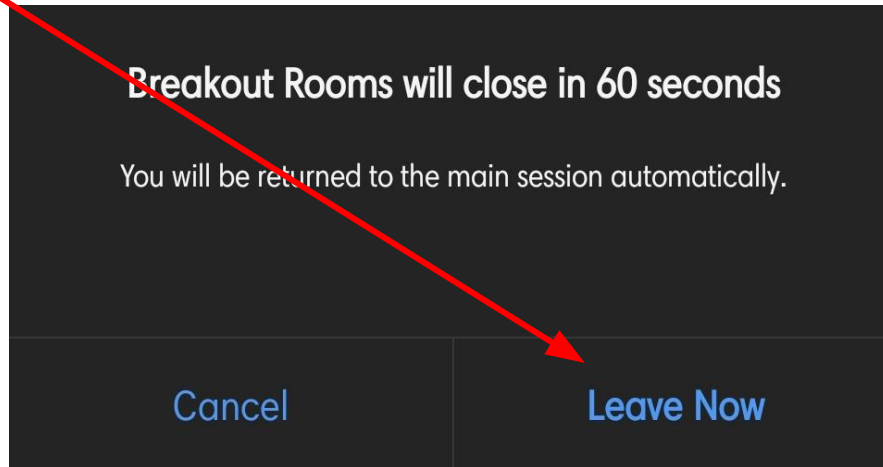 Breakout Rooms will close in 60 seconds
You will be returned to the main session automatically.
Cancel
Leave Now